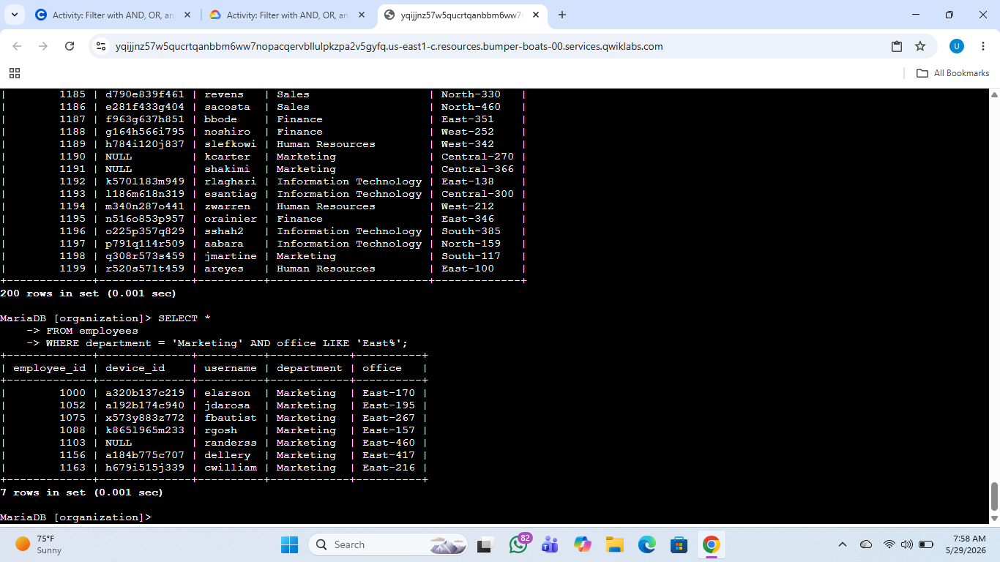 Activity: Filter with AND, OR, an
Activity: Filter with AND, OR, an
yqijjnz57w5qucrtqanbbm6ww7n
yqijjnz57w5qucrtqanbbm6ww7nopacqervbllulpkzpa2v5gyfq.us-east1-c.resources.bumper-boats-00.services.qwiklabs.com
U
All Bookmarks
| 1185 | d790e839f461 | revens | Sales | North-330 |
| 1186 | e281f433g404 | sacosta | Sales | North-460 |
| 1187 | f963g637h851 | bbode | Finance | East-351 |
| 1188 | g164h566i795 | noshiro | Finance | West-252 |
| 1189 | h784i120j837 | slefkowi | Human Resources | West-342 |
| 1190 | NULL | kcarter | Marketing | Central-270 |
| 1191 | NULL | shakimi | Marketing | Central-366 |
| 1192 | k570l183m949 | rlaghari | Information Technology | East-138 |
| 1193 | l186m618n319 | esantiag | Information Technology | Central-300 |
| 1194 | m340n287o441 | zwarren | Human Resources | West-212 |
| 1195 | n516o853p957 | orainier | Finance | East-346 |
| 1196 | o225p357q829 | sshah2 | Information Technology | South-385 |
| 1197 | p791q114r509 | aabara | Information Technology | North-159 |
| 1198 | q308r573s459 | jmartine | Marketing | South-117 |
| 1199 | r520s571t459 | areyes | Human Resources | East-100 |
+-------------+--------------+----------+------------------------+-------------+
200 rows in set (0.001 sec)
MariaDB [organization]> SELECT *
-> FROM employees
-> WHERE department = 'Marketing' AND office LIKE 'East%';
+-------------+--------------+----------+------------+----------+
| employee_id | device_id | username | department | office |
+-------------+--------------+----------+------------+----------+
| 1000 | a320b137c219 | elarson | Marketing | East-170 |
| 1052 | a192b174c940 | jdarosa | Marketing | East-195 |
| 1075 | x573y883z772 | fbautist | Marketing | East-267 |
| 1088 | k865l965m233 | rgosh | Marketing | East-157 |
| 1103 | NULL | randerss | Marketing | East-460 |
| 1156 | a184b775c707 | dellery | Marketing | East-417 |
| 1163 | h679i515j339 | cwilliam | Marketing | East-216 |
+-------------+--------------+----------+------------+----------+
7 rows in set (0.001 sec)
MariaDB [organization]>
75°F
Sunny
Search
82
7:58 AM
5/29/2026